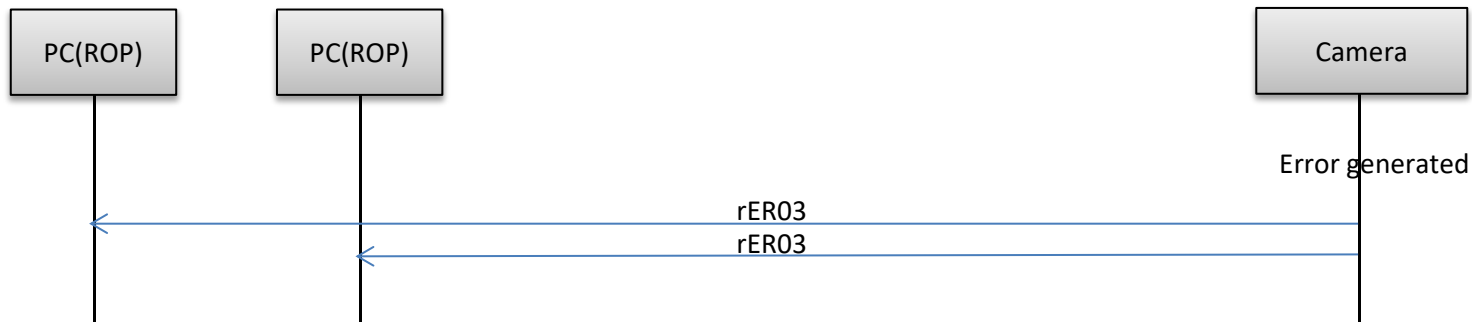 PC(ROP)
PC(ROP)
Camera
Error generated
rER03
rER03